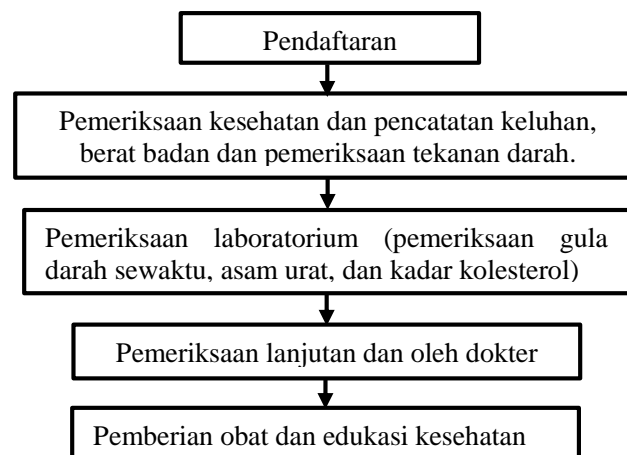 Pendaftaran
Pemeriksaan kesehatan dan pencatatan keluhan,
berat badan dan pemeriksaan tekanan darah.
Pemeriksaan laboratorium (pemeriksaan gula
darah sewaktu, asam urat, dan kadar kolesterol)
Pemeriksaan lanjutan dan oleh dokter
Pemberian obat dan edukasi kesehatan